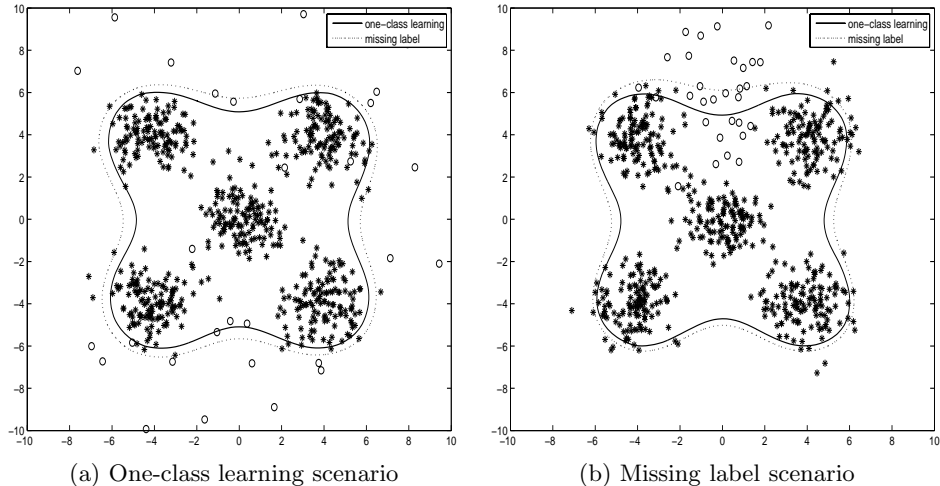 10
8
6
4
2
0
−2
−4
−6
−8
−10
−10 −8 −6 −4 −2 0 2 4 6 8 10
one−class learning
missing label
(a) One-class learning scenario
10
8
6
4
2
0
−2
−4
−6
−8
−10
−10 −8 −6 −4 −2 0 2 4 6 8 10
one−class learning
missing label
(b) Missing label scenario